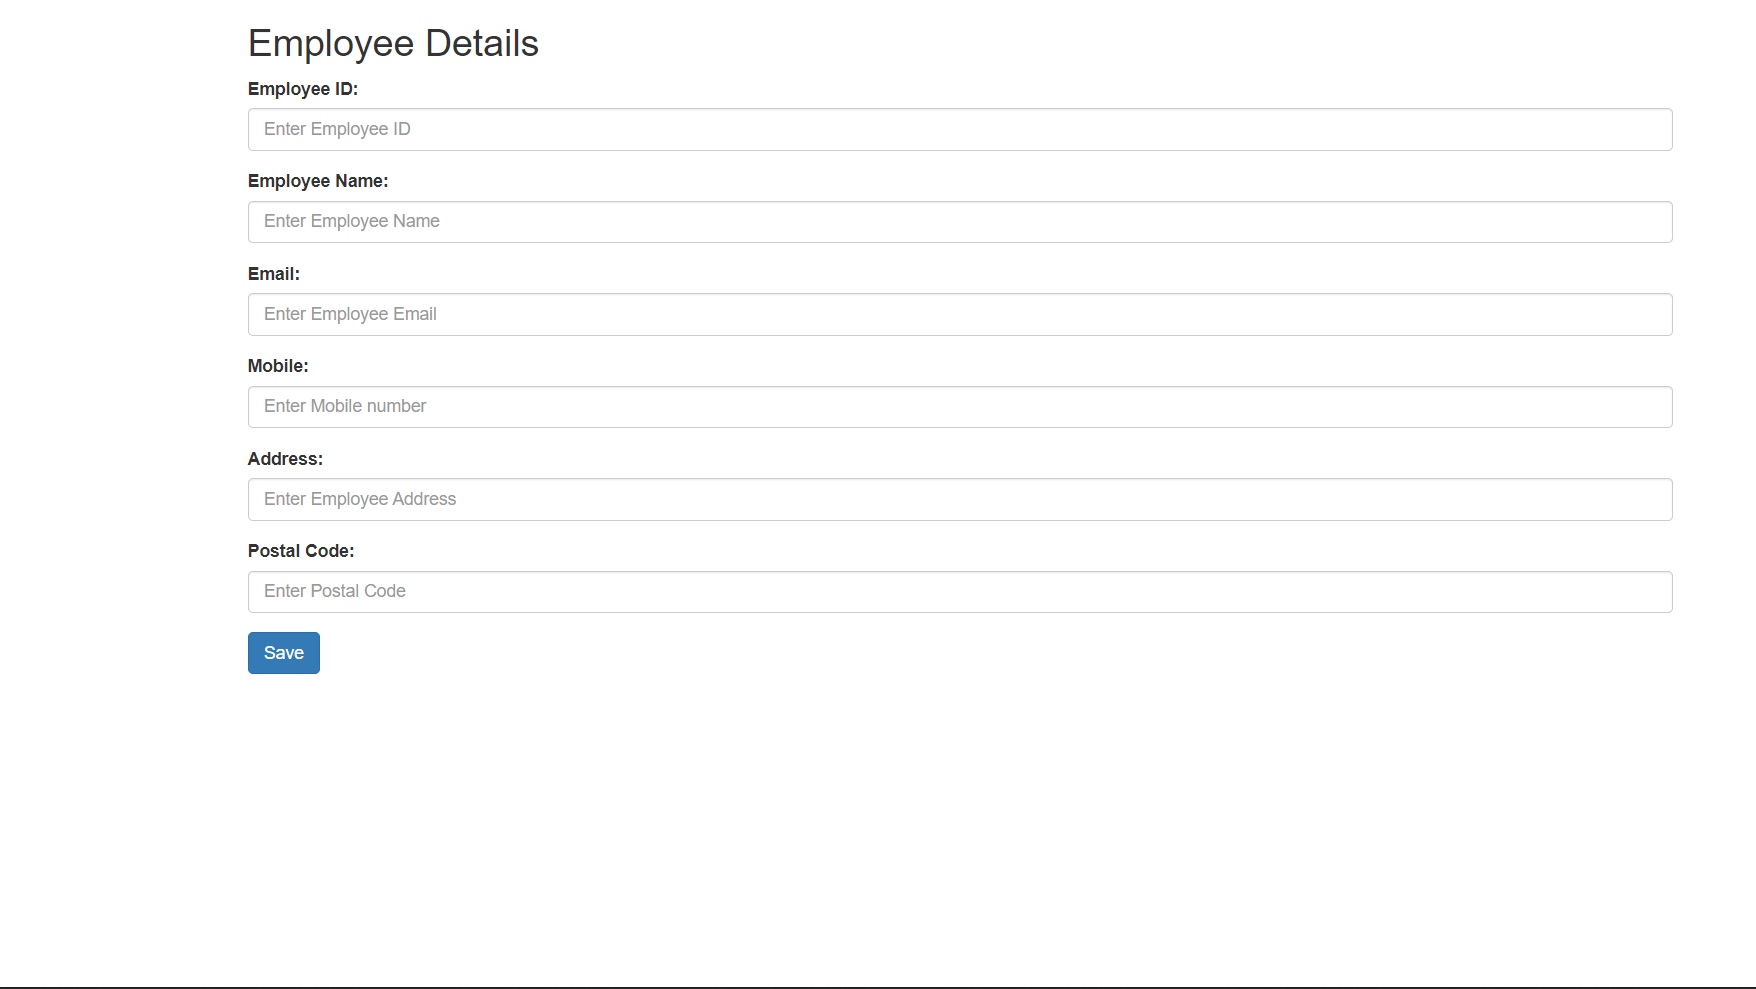 Employee Details
Employee ID:
Enter Employee ID
Employee Name:
Enter Employee Name
Email:
Enter Employee Email
Mobile:
Enter Mobile number
Address:
Enter Employee Address
Postal Code:
Enter Postal Code
Save